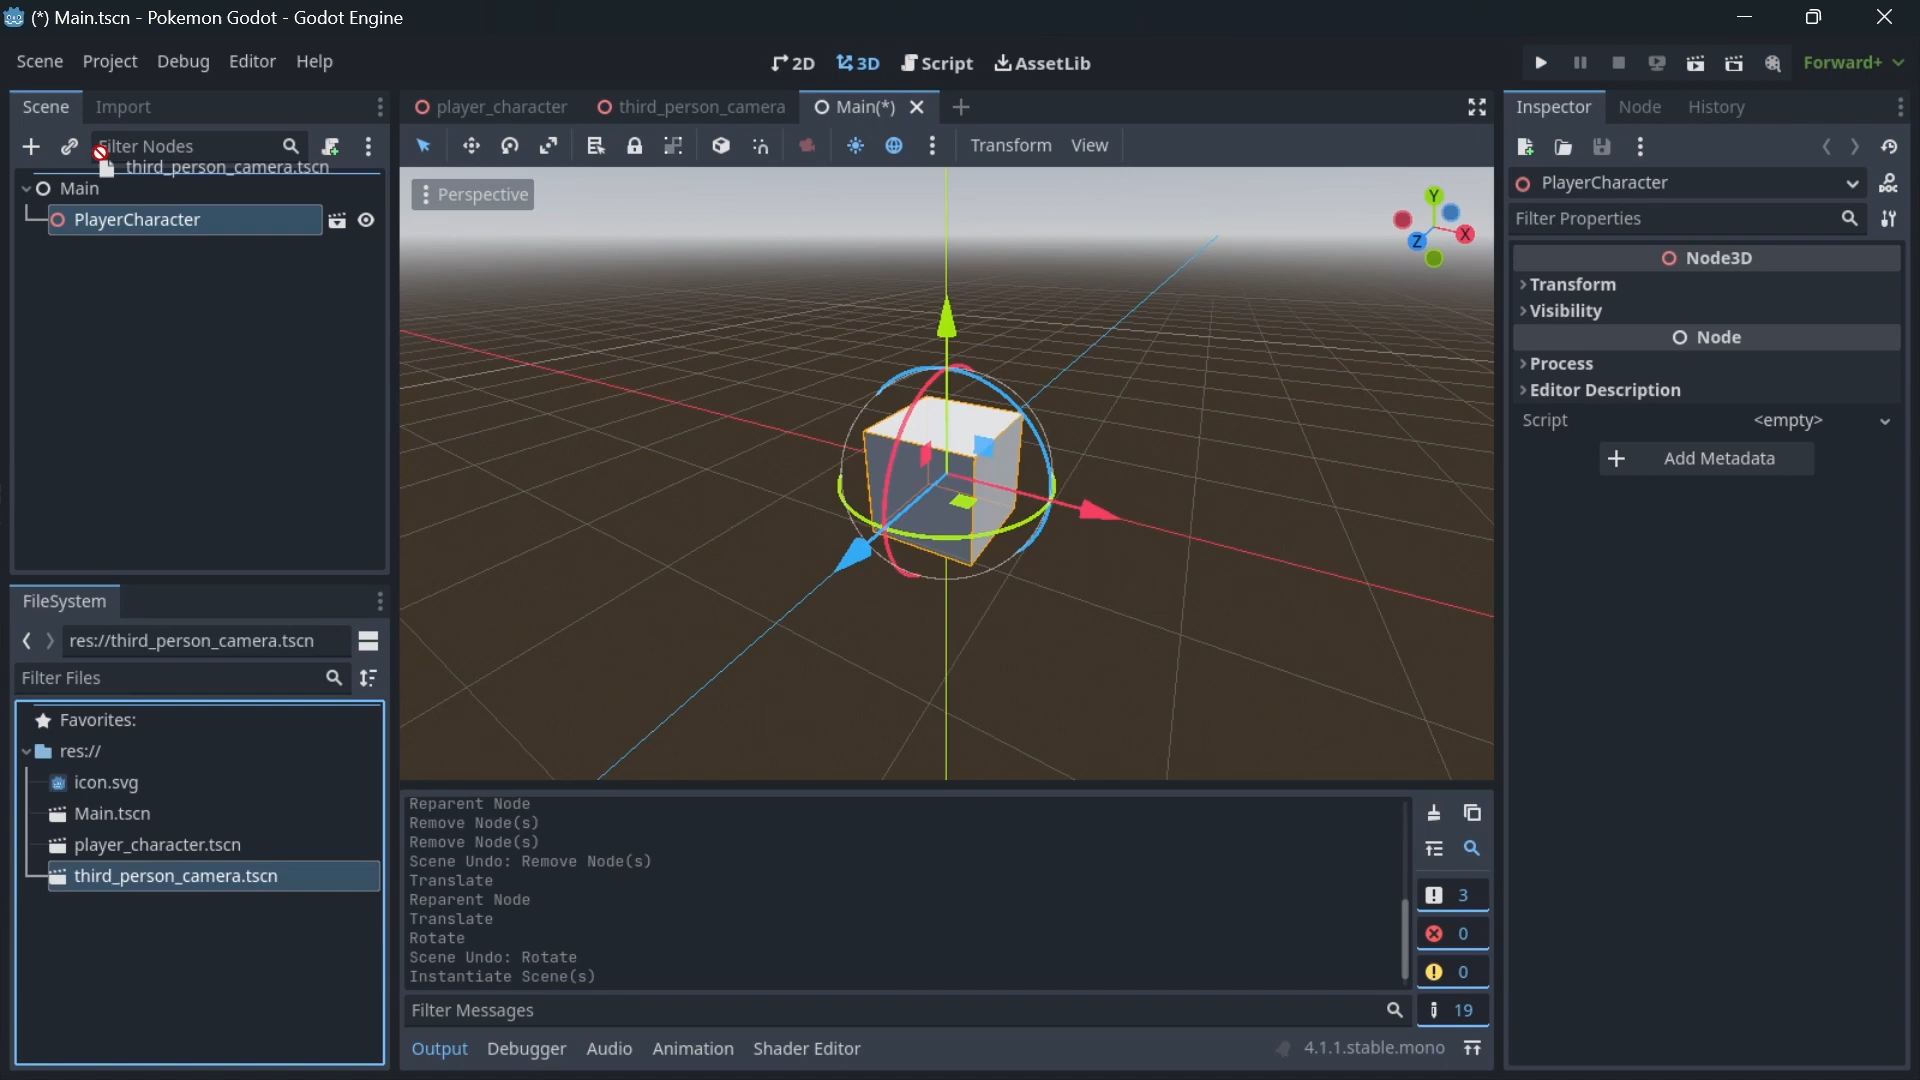 (*) Main.tscn - Pokemon Godot - Godot Engine
Scene Project Debug Editor Help
2D 3D Script AssetLib
Forward+
Scene Import
player_character third_person_camera Main(*)
Inspector Node History
Filter Nodes
third_person_camera.tscn
Transform View
Main
PlayerCharacter
Perspective
Y
X
Z
PlayerCharacter
Filter Properties
Node3D
Transform
Visibility
Node
Process
Editor Description
Script <empty>
Add Metadata
FileSystem
res://third_person_camera.tscn
Filter Files
Favorites:
res://
icon.svg
Main.tscn
player_character.tscn
third_person_camera.tscn
Reparent Node
Remove Node(s)
Remove Node(s)
Scene Undo: Remove Node(s)
Translate
Reparent Node
Translate
Rotate
Scene Undo: Rotate
Instantiate Scene(s)
3
0
0
19
Filter Messages
Output Debugger Audio Animation Shader Editor
4.1.1.stable.mono